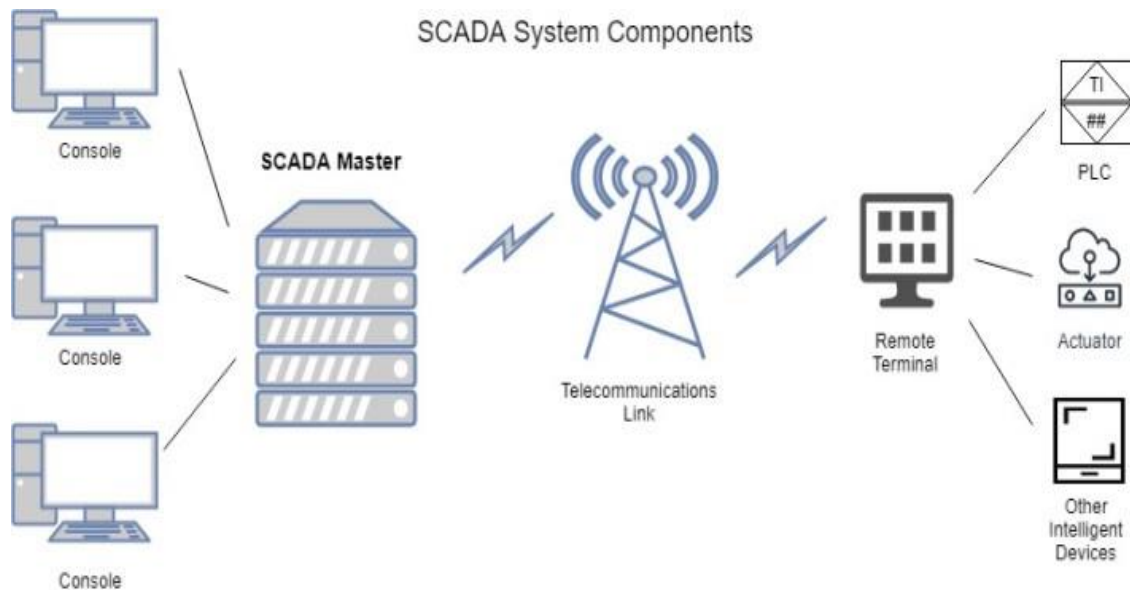 SCADA System Components
Console
SCADA Master
Console
Console
Telecommunications
Link
Remote
Terminal
TI
##
PLC
Actuator
Other
Intelligent
Devices